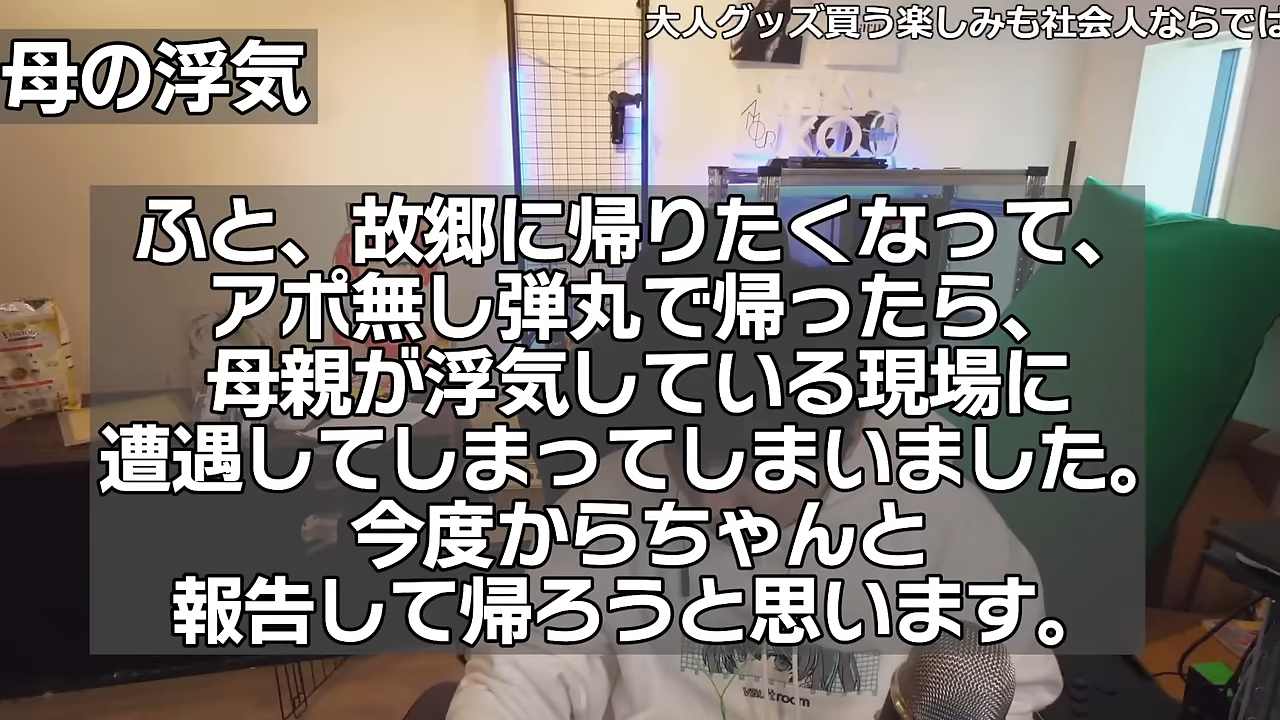 大人グッズ買う楽しみも社会人ならでは
母の浮気
ふと、故郷に帰りたくなって、
アポ無し弾丸で帰ったら、
母親が浮気している現場に
遭遇してしまってしまいました。
今度からちゃんと
報告して帰ろうと思います。